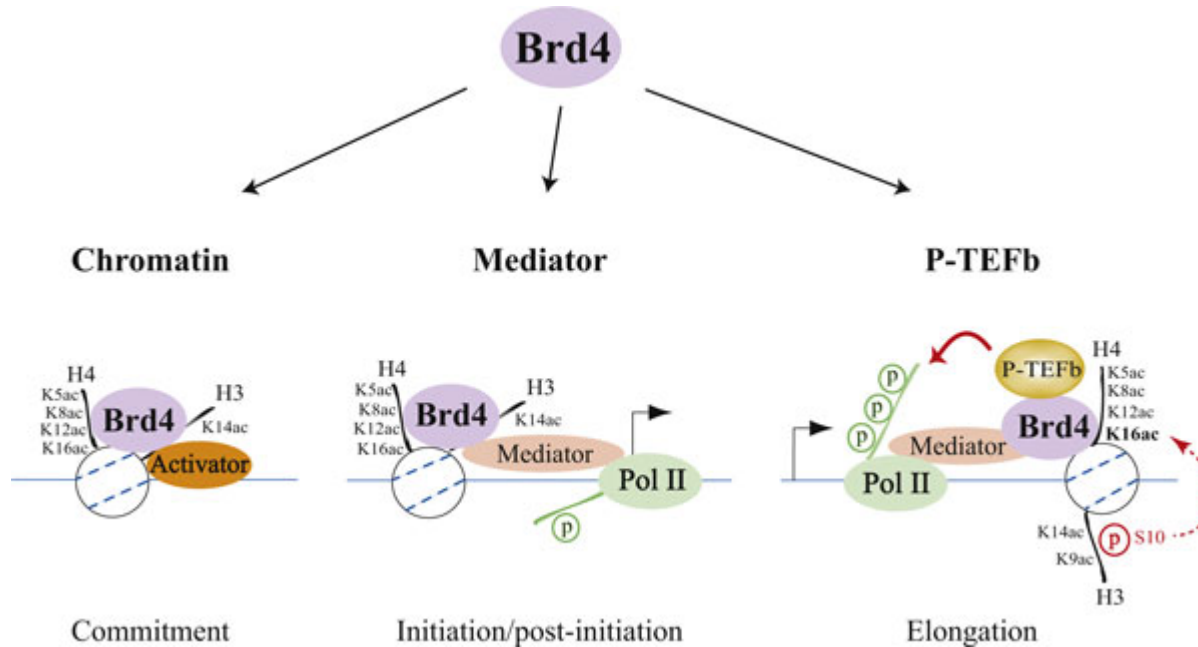 Brd4
Chromatin
Mediator
P-TEFb
H4
K5ac
K8ac
K12ac
K16ac
Brd4
H3
K14ac
Activator
H4
K5ac
K8ac
K12ac
K16ac
Brd4
H3
K14ac
Mediator
Pol II
p
p
p
p
P-TEFb
H4
K5ac
K8ac
K12ac
K16ac
Brd4
Mediator
Pol II
K14ac
K9ac
p S10
H3
Commitment
Initiation/post-initiation
Elongation